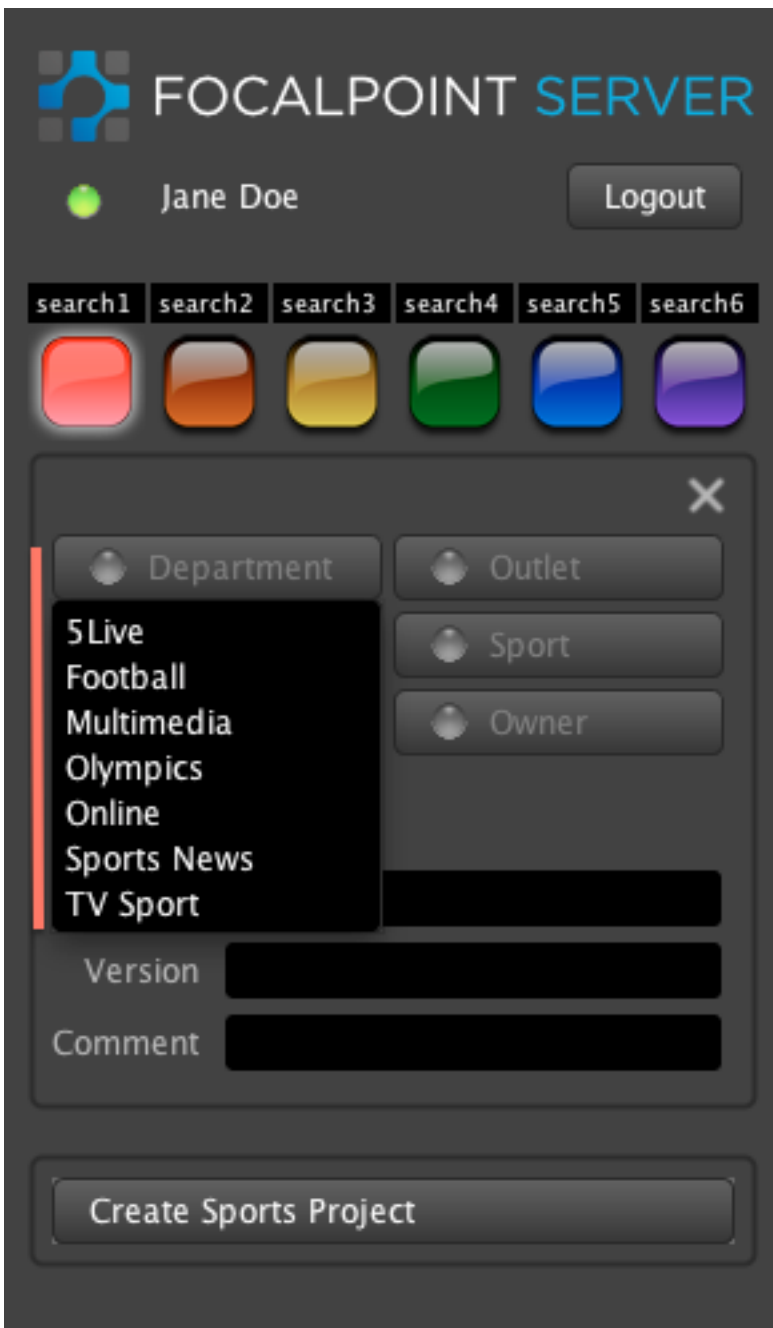 FOCALPOINT SERVER
Jane Doe
Logout
search1 search2 search3 search4 search5 search6
Department
Outlet
5Live
Football
Multimedia
Olympics
Online
Sports News
TV Sport
Sport
Owner
Version
Comment
Create Sports Project